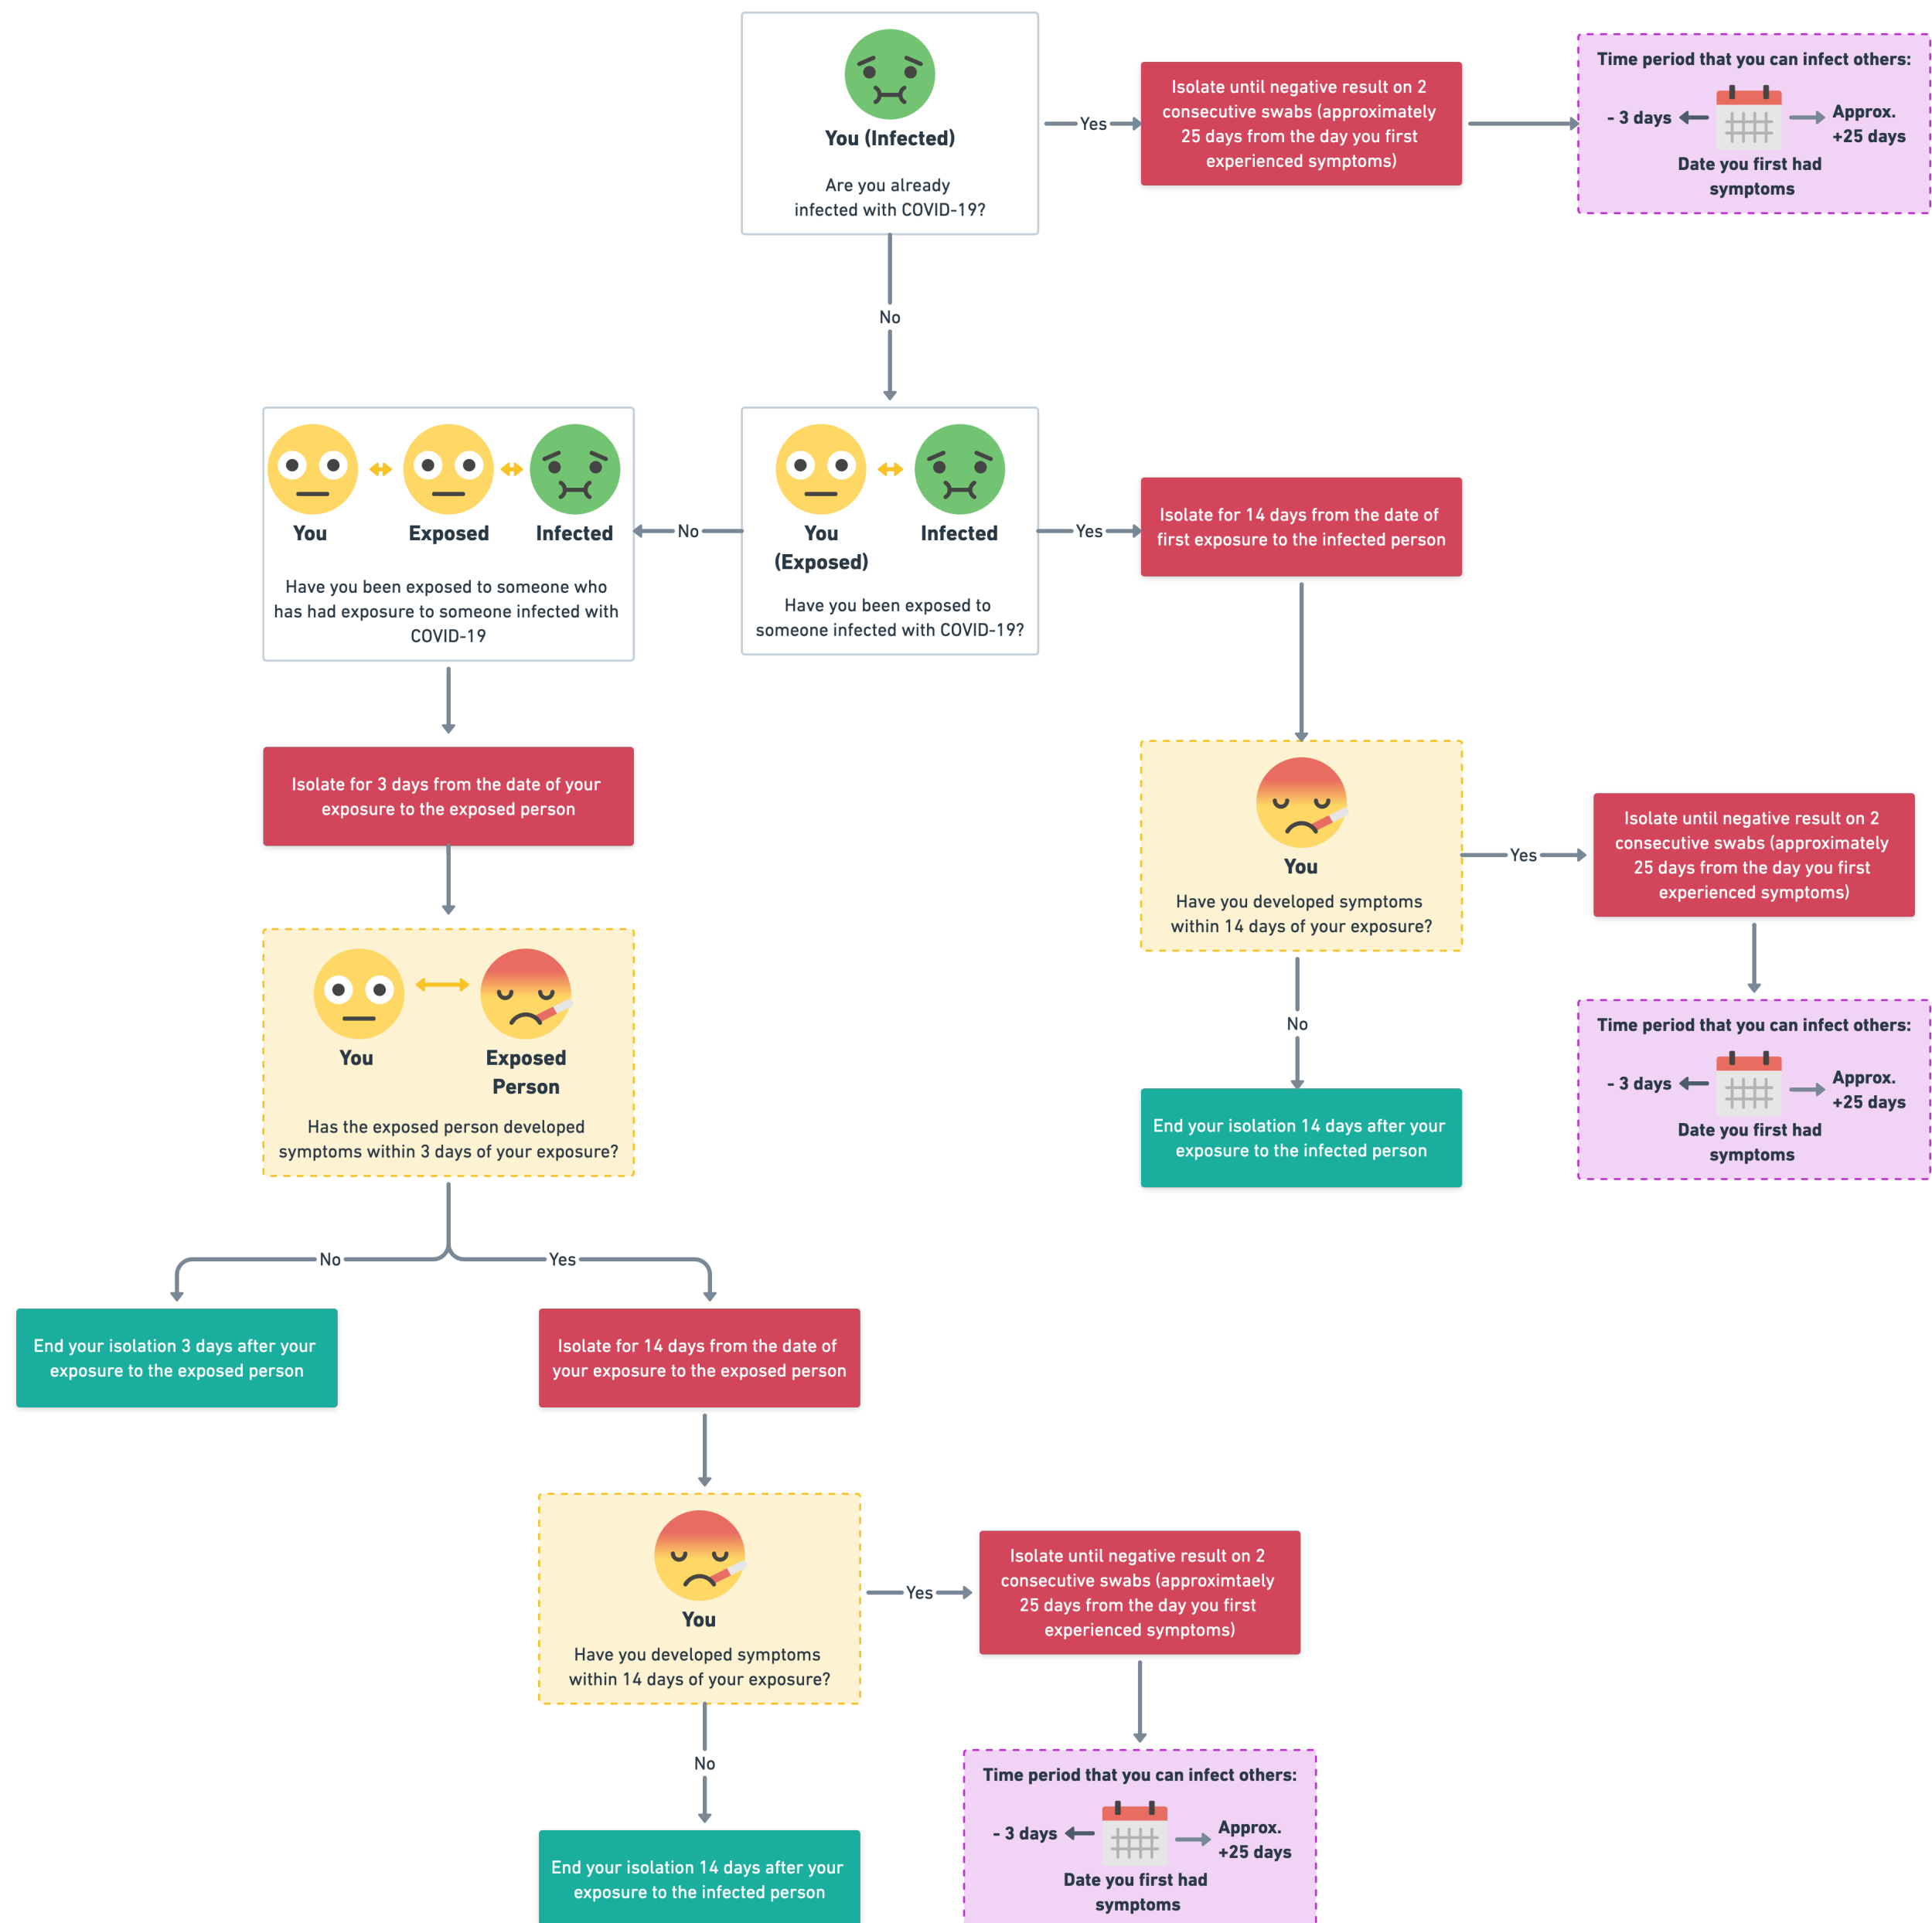 You (Infected)
Are you already
infected with COVID-19?
Yes
Isolate until negative result on 2
consecutive swabs (approximately
25 days from the day you first
experienced symptoms)
Time period that you can infect others:
- 3 days
Approx.
+25 days
Date you first had
symptoms
No
You
Exposed
Infected
Have you been exposed to someone who
has had exposure to someone infected with
COVID-19
No
You
(Exposed)
Infected
Have you been exposed to
someone infected with COVID-19?
Yes
Isolate for 14 days from the date of
first exposure to the infected person
Isolate for 3 days from the date of your
exposure to the exposed person
You
Have you developed symptoms
within 14 days of your exposure?
Yes
Isolate until negative result on 2
consecutive swabs (approximately
25 days from the day you first
experienced symptoms)
You
Exposed
Person
Has the exposed person developed
symptoms within 3 days of your exposure?
No
End your isolation 14 days after your
exposure to the infected person
Time period that you can infect others:
- 3 days
Approx.
+25 days
Date you first had
symptoms
No
Yes
End your isolation 3 days after your
exposure to the exposed person
Isolate for 14 days from the date of
your exposure to the exposed person
You
Have you developed symptoms
within 14 days of your exposure?
Yes
Isolate until negative result on 2
consecutive swabs (approximtaely
25 days from the day you first
experienced symptoms)
No
End your isolation 14 days after your
exposure to the infected person
Time period that you can infect others:
- 3 days
Approx.
+25 days
Date you first had
symptoms